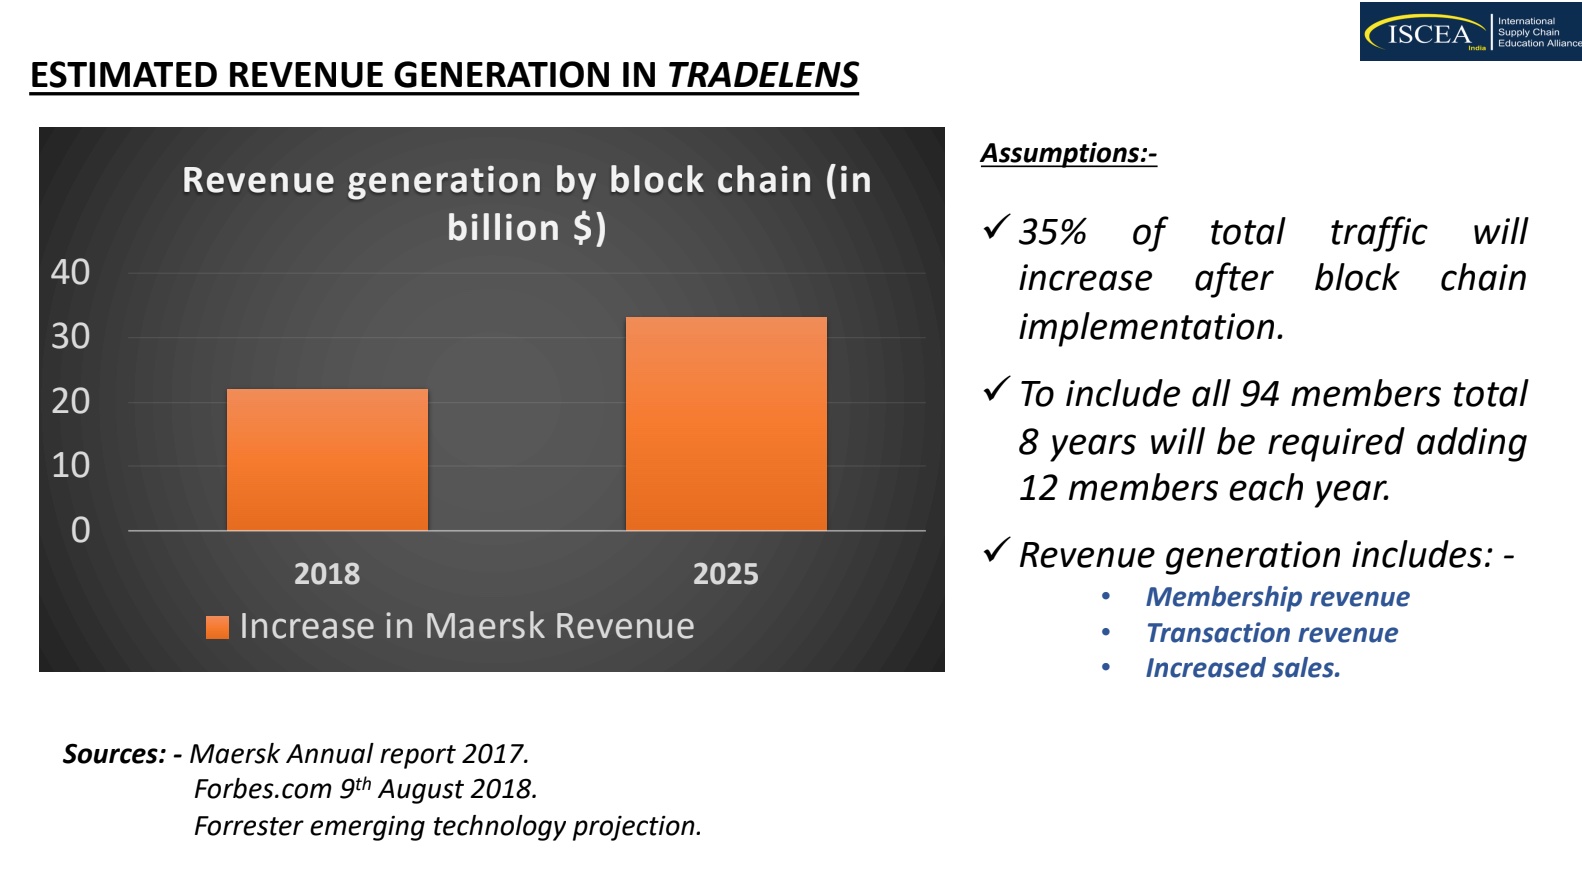 ISCEA
India
International
Supply Chain
Education Alliance
ESTIMATED REVENUE GENERATION IN TRADELENS
Revenue generation by block chain (in
billion $)
40
30
20
10
0
2018
2025
Increase in Maersk Revenue
Assumptions:-
✓ 35% of total traffic will
increase after block chain
implementation.
✓ To include all 94 members total
8 years will be required adding
12 members each year.
✓ Revenue generation includes: -
• Membership revenue
• Transaction revenue
• Increased sales.
Sources: - Maersk Annual report 2017.
Forbes.com 9th August 2018.
Forrester emerging technology projection.